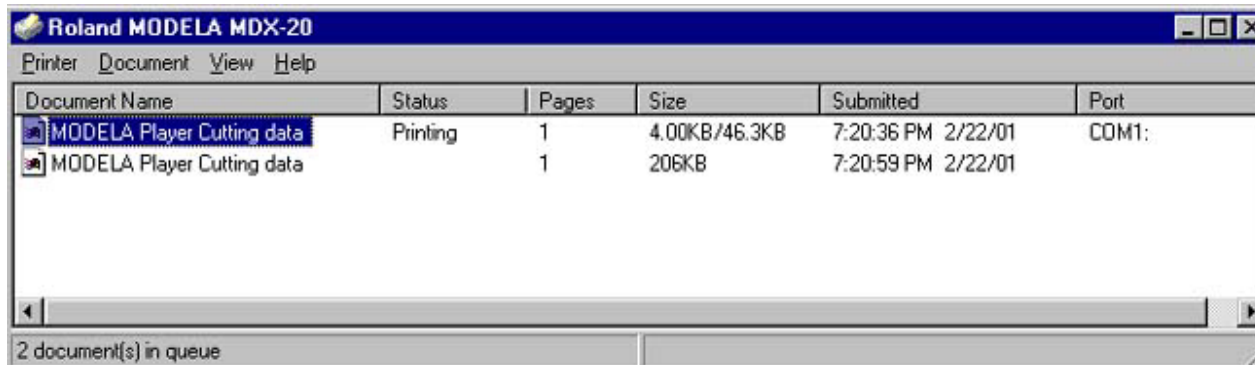 Roland MODELA MDX-20
Printer Document View Help
Document Name Status Pages Size Submitted Port
MODELA Player Cutting data Printing 1 4.00KB/46.3KB 7:20:36 PM 2/22/01 COM1:
MODELA Player Cutting data 1 206KB 7:20:59 PM 2/22/01
2 document(s) in queue